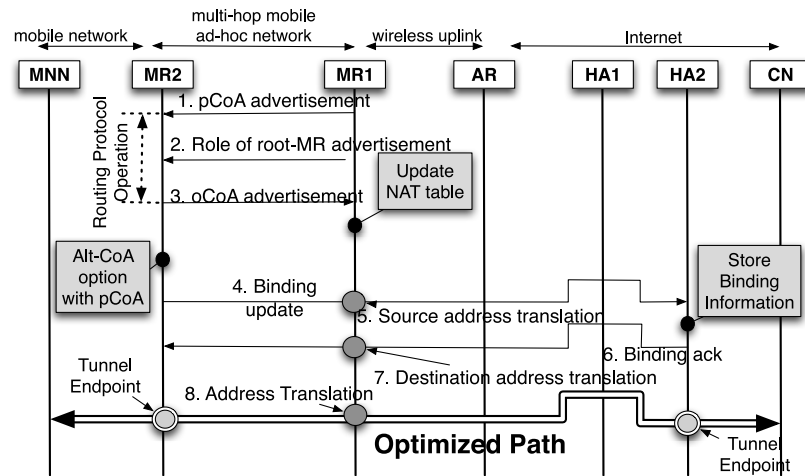 multi-hop mobile
mobile network
ad-hoc network
wireless uplink
Internet
MNN
MR2
MR1
AR
HA1
HA2
CN
1. pCoA advertisement
Routing Protocol
Operation
2. Role of root-MR advertisement
Update
NAT table
3. oCoA advertisement
Alt-CoA
option
with pCoA
Store
Binding
Information
4. Binding
update
5. Source address translation
6. Binding ack
Tunnel
Endpoint
7. Destination address translation
8. Address Translation
Optimized Path
Tunnel
Endpoint